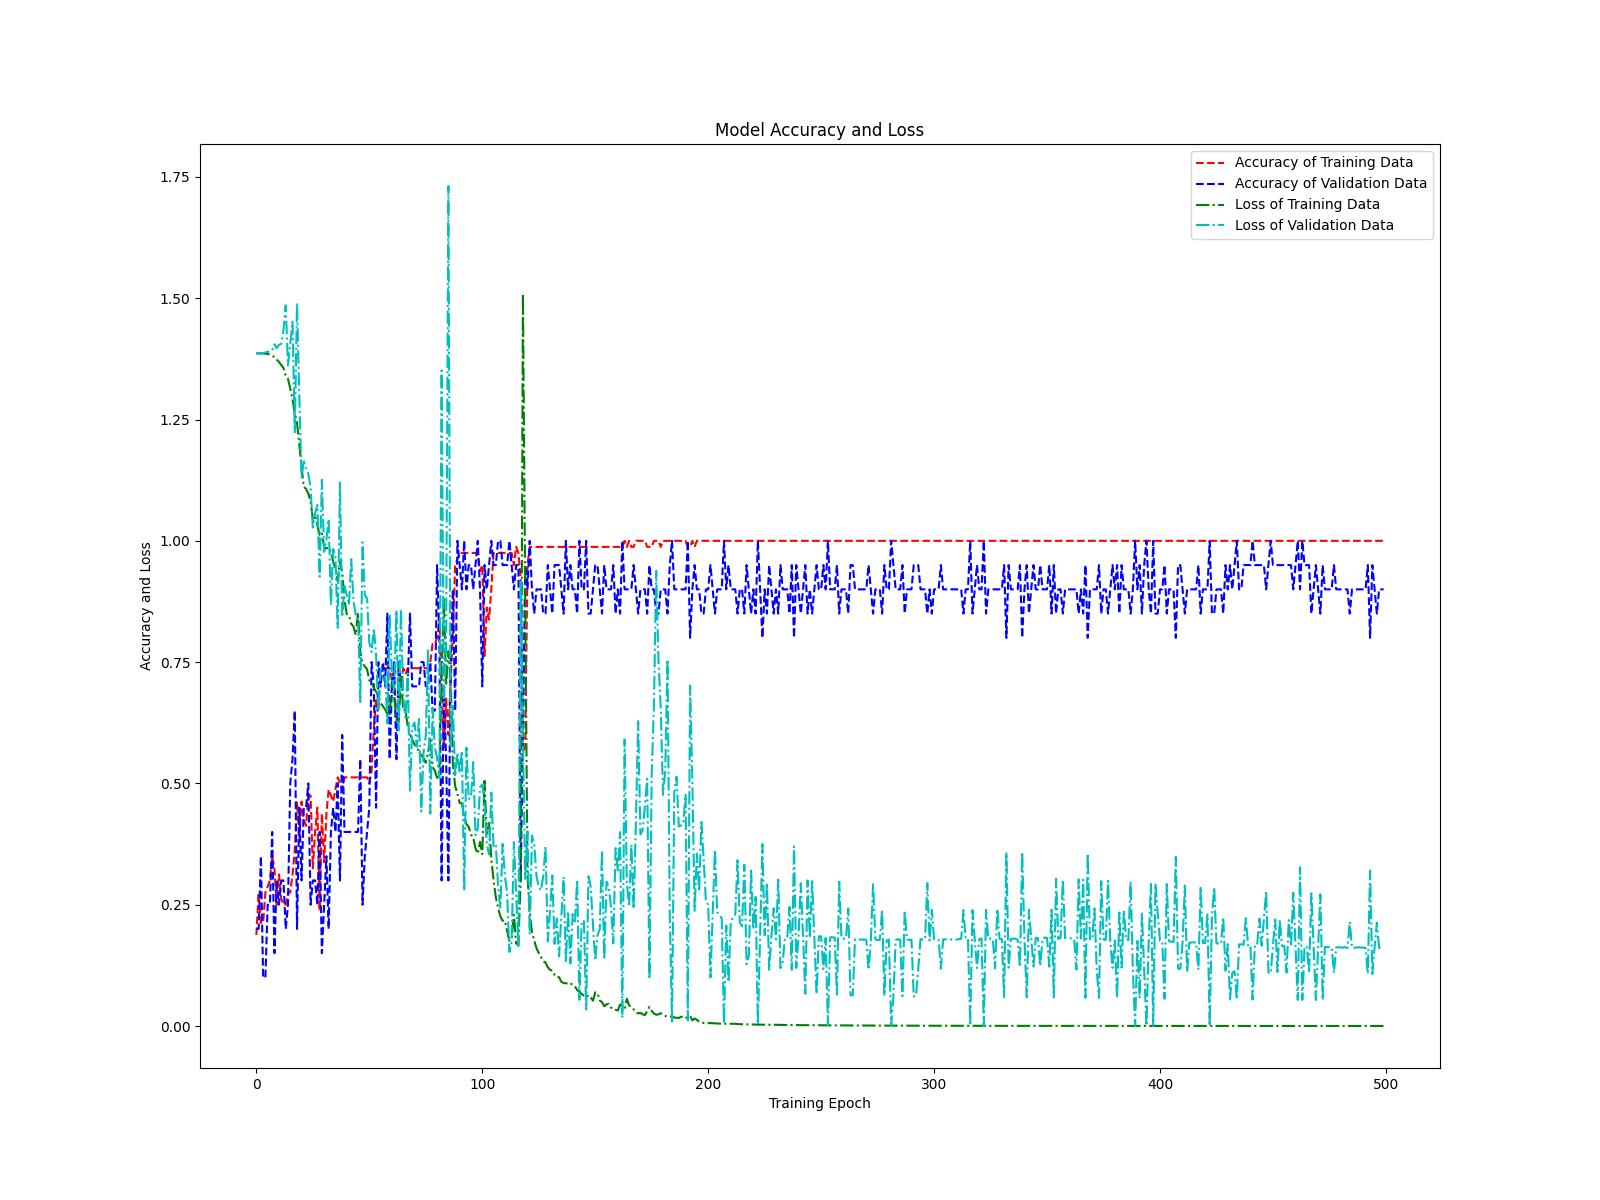 Model Accuracy and Loss
Accuracy of Training Data
Accuracy of Validation Data
Loss of Training Data
Loss of Validation Data
1.75
1.50
1.25
1.00
0.75
0.50
0.25
0.00
Accuracy and Loss
0 100 200 300 400 500
Training Epoch